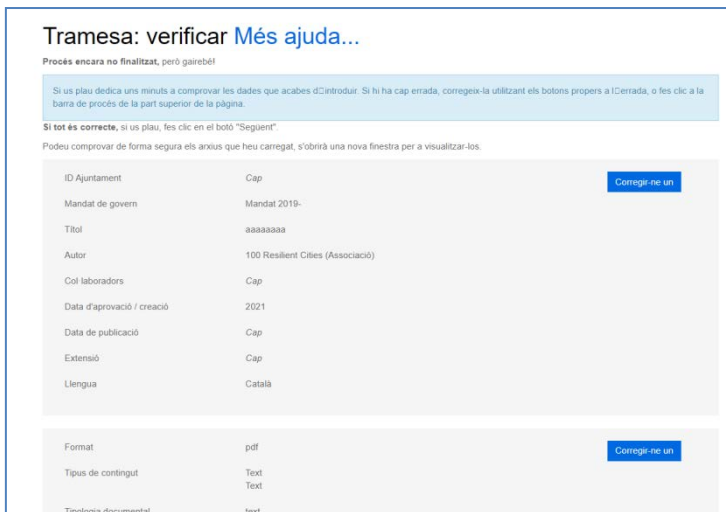 Tramesa: verificar Més ajuda...
Procés encara no finalitzat, però gairebé!
Si us plau dedica uns minuts a comprovar les dades que acabes d□introduir. Si hi ha cap errada, corregeix-la utilitzant els botons propers a l□errada, o fes clic a la
barra de procés de la part superior de la pàgina.
Si tot és correcte, si us plau, fes clic en el botó "Següent".
Podeu comprovar de forma segura els arxius que heu carregat, s'obrirà una nova finestra per a visualitzar-los.
ID Ajuntament Cap Corregir-ne un
Mandat de govern Mandat 2019-
Títol aaaaaaaa
Autor 100 Resilient Cities (Associació)
Col·laboradors Cap
Data d'aprovació / creació 2021
Data de publicació Cap
Extensió Cap
Llengua Català
Format pdf Corregir-ne un
Tipus de contingut Text
Text
Tipologia documental text